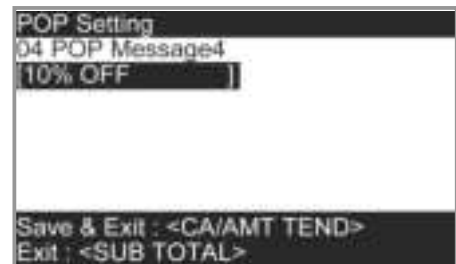 POP Setting
04 POP Message4
[10% OFF ]
Save & Exit : <CA/AMT TEND>
Exit : <SUB TOTAL>